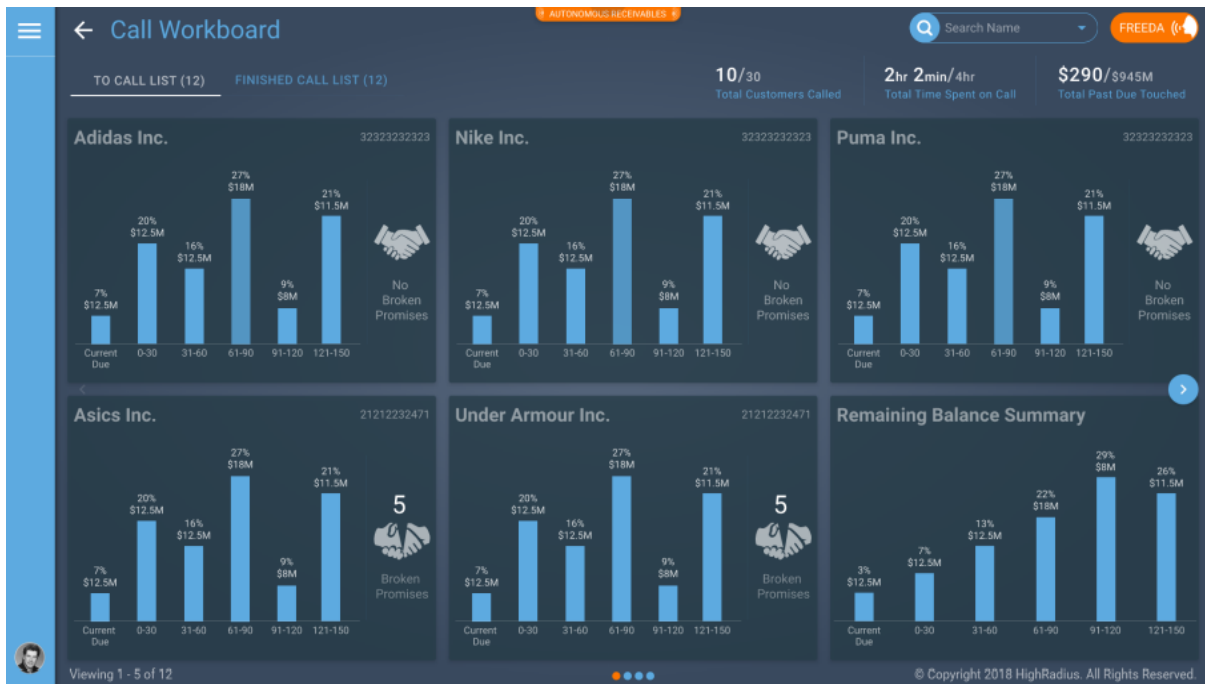 AUTONOMOUS RECEIVABLES
Call Workboard
Search Name
FREEDA
TO CALL LIST (12)
FINISHED CALL LIST (12)
10/30
Total Customers Called
2hr 2min/4hr
Total Time Spent on Call
$290/$945M
Total Past Due Touched
Adidas Inc.
32323232323
7%
$12.5M
20%
$12.5M
16%
$12.5M
27%
$18M
9%
$8M
21%
$11.5M
Current
Due
0-30
31-60
61-90
91-120
121-150
No
Broken
Promises
Nike Inc.
32323232323
7%
$12.5M
20%
$12.5M
16%
$12.5M
27%
$18M
9%
$8M
21%
$11.5M
Current
Due
0-30
31-60
61-90
91-120
121-150
No
Broken
Promises
Puma Inc.
32323232323
7%
$12.5M
20%
$12.5M
16%
$12.5M
27%
$18M
9%
$8M
21%
$11.5M
Current
Due
0-30
31-60
61-90
91-120
121-150
No
Broken
Promises
Asics Inc.
21212232471
7%
$12.5M
20%
$12.5M
16%
$12.5M
27%
$18M
9%
$8M
21%
$11.5M
Current
Due
0-30
31-60
61-90
91-120
121-150
5
Broken
Promises
Under Armour Inc.
21212232471
7%
$12.5M
20%
$12.5M
16%
$12.5M
27%
$18M
9%
$8M
21%
$11.5M
Current
Due
0-30
31-60
61-90
91-120
121-150
5
Broken
Promises
Remaining Balance Summary
3%
$12.5M
7%
$12.5M
13%
$12.5M
22%
$18M
29%
$8M
26%
$11.5M
Current
Due
0-30
31-60
61-90
91-120
121-150
Viewing 1 - 5 of 12
© Copyright 2018 HighRadius. All Rights Reserved.